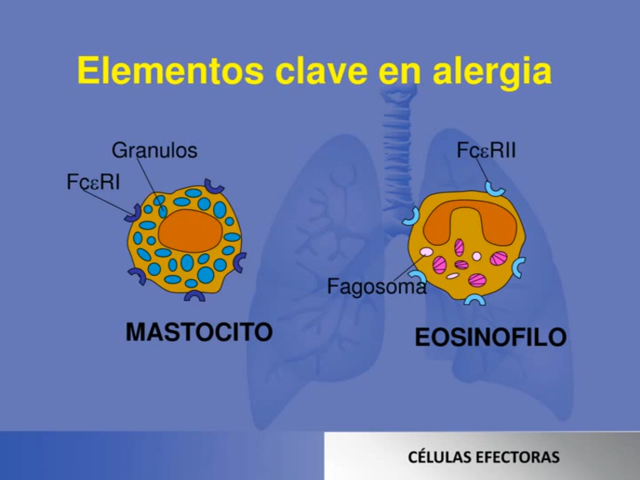 Elementos clave en alergia
Granulos
FcεRI
FcεRII
Fagosoma
MASTOCITO
EOSINOFILO
CÉLULAS EFECTORAS